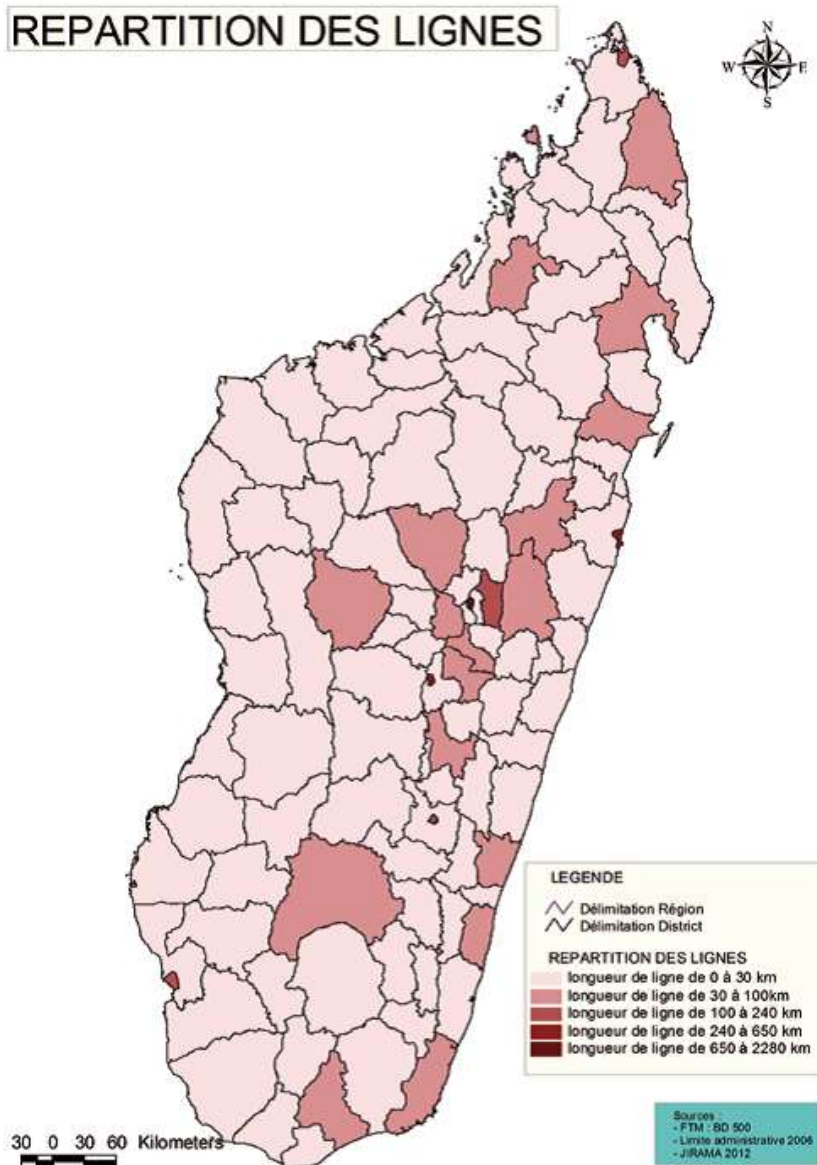 REPARTITION DES LIGNES
N
W E
S
LEGENDE
Délimitation Région
Délimitation District
REPARTITION DES LIGNES
longueur de ligne de 0 à 30 km
longueur de ligne de 30 à 100km
longueur de ligne de 100 à 240 km
longueur de ligne de 240 à 650 km
longueur de ligne de 650 à 2280 km
30 0 30 60 Kilometers
Sources :
- FTM : BD 500
- Limite administrative 2006
- JIRAMA 2012